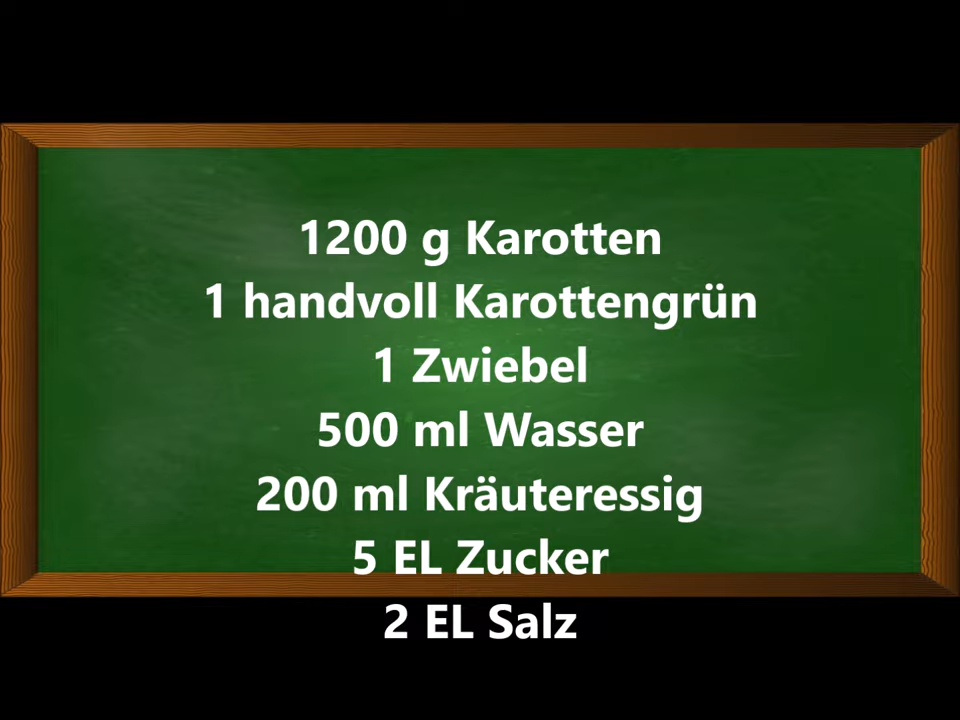 1200 g Karotten
1 handvoll Karottengrün
1 Zwiebel
500 ml Wasser
200 ml Kräuteressig
5 EL Zucker
2 EL Salz